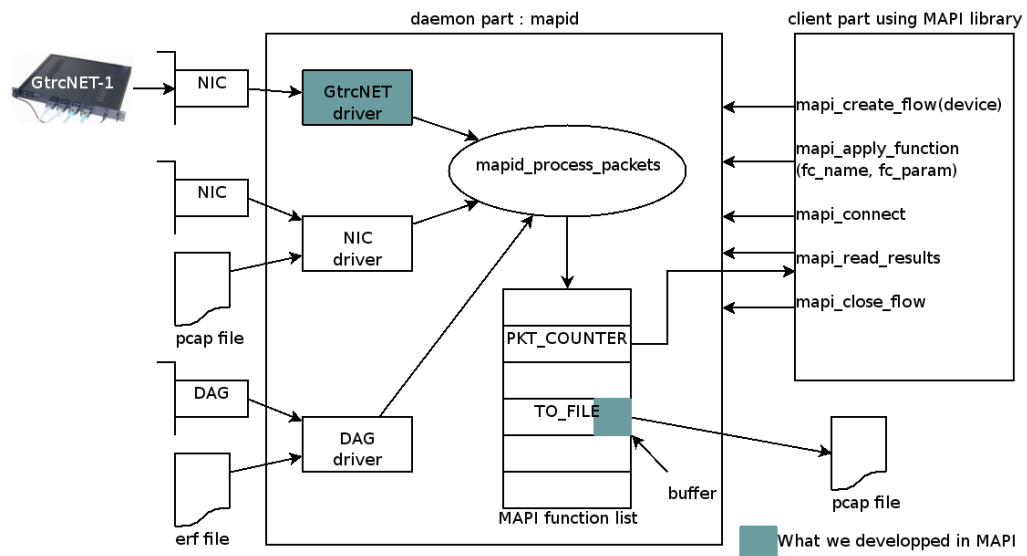 daemon part : mapid
client part using MAPI library
GtrcNET-1
NIC
GtrcNET
driver
mapid_process_packets
mapi_create_flow(device)
mapi_apply_function
(fc_name, fc_param)
mapi_connect
mapi_read_results
mapi_close_flow
NIC
NIC
driver
pcap file
PKT_COUNTER
DAG
TO_FILE
DAG
driver
buffer
pcap file
erf file
MAPI function list
What we developped in MAPI